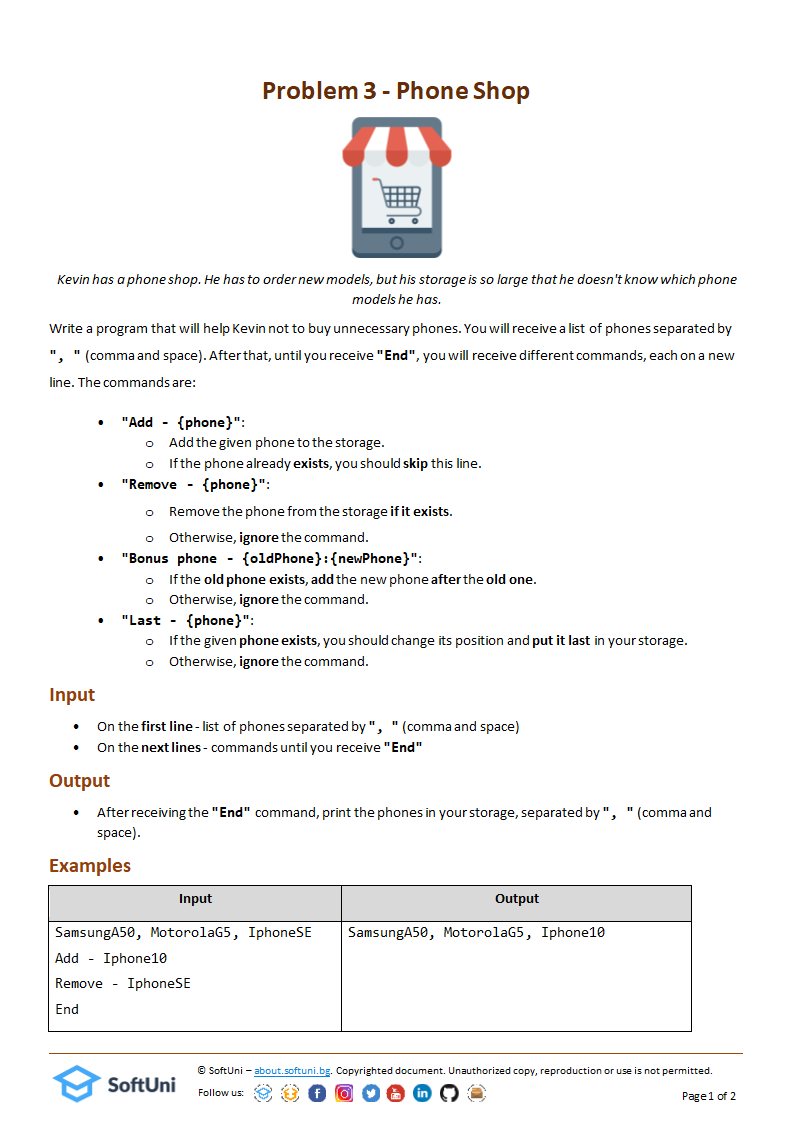 Problem 3 - Phone Shop
Kevin has a phone shop. He has to order new models, but his storage is so large that he doesn't know which phone
models he has.
Write a program that will help Kevin not to buy unnecessary phones. You will receive a list of phones separated by
", " (comma and space). After that, until you receive "End", you will receive different commands, each on a new
line. The commands are:
• "Add - {phone}":
o Add the given phone to the storage.
o If the phone already exists, you should skip this line.
• "Remove - {phone}":
o Remove the phone from the storage if it exists.
o Otherwise, ignore the command.
• "Bonus phone - {oldPhone}:{newPhone}":
o If the old phone exists, add the new phone after the old one.
o Otherwise, ignore the command.
• "Last - {phone}":
o If the given phone exists, you should change its position and put it last in your storage.
o Otherwise, ignore the command.
Input
• On the first line - list of phones separated by ", " (comma and space)
• On the next lines - commands until you receive "End"
Output
• After receiving the "End" command, print the phones in your storage, separated by ", " (comma and
space).
Examples
Input Output
SamsungA50, MotorolaG5, IphoneSE SamsungA50, MotorolaG5, Iphone10
Add - Iphone10
Remove - IphoneSE
End
SoftUni
© SoftUni – about.softuni.bg. Copyrighted document. Unauthorized copy, reproduction or use is not permitted.
Follow us:
Page 1 of 2